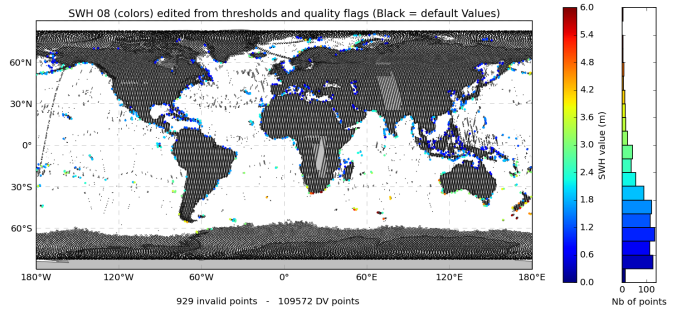 SWH 08 (colors) edited from thresholds and quality flags (Black = default Values)
60°N
30°N
0°
30°S
60°S
180°W
120°W
60°W
0°
60°E
120°E
180°E
929 invalid points - 109572 DV points
6.0
5.4
4.8
4.2
3.6
3.0
2.4
1.8
1.2
0.6
0.0
SWH value (m)
0
100
Nb of points